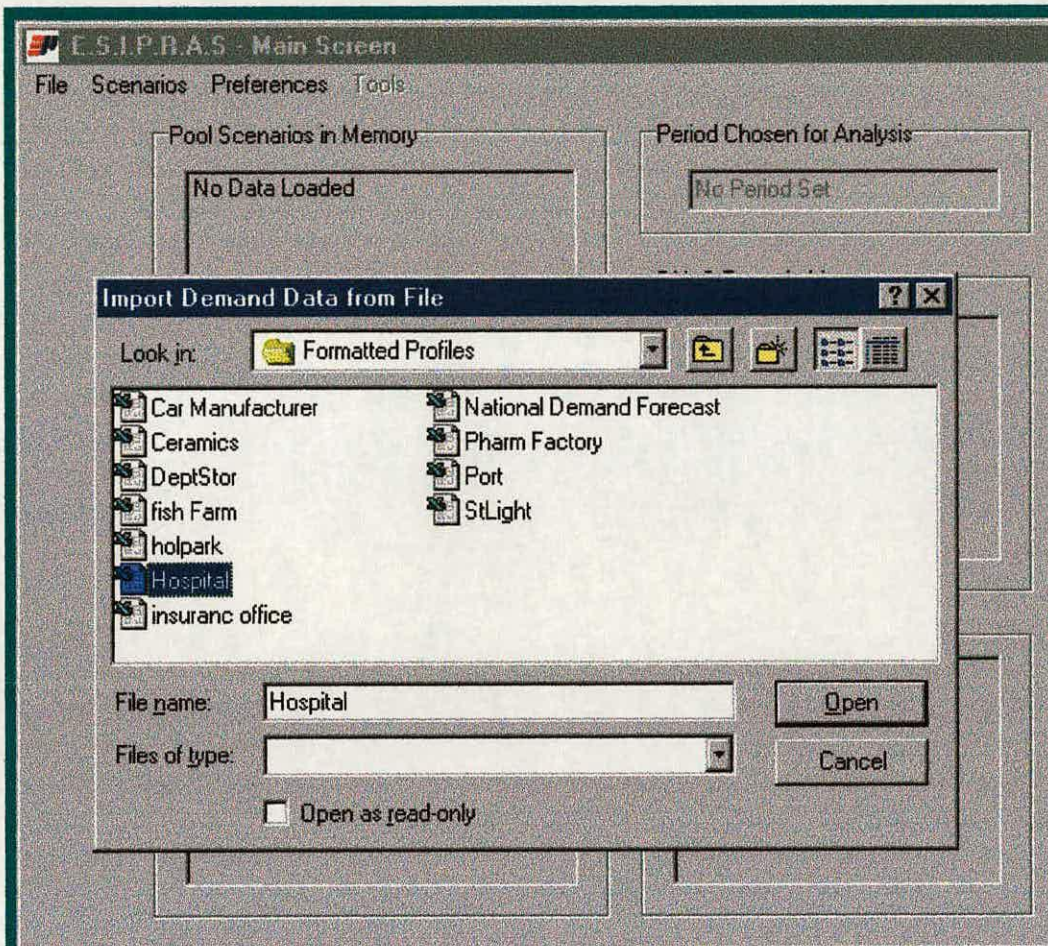 E.S.I.P.R.A.S - Main Screen
File Scenarios Preferences Tools
Pool Scenarios in Memory
Period Chosen for Analysis
No Data Loaded
No Period Set
Import Demand Data from File
Look in: Formatted Profiles
Car Manufacturer
Ceramics
DeptStor
fish Farm
holpark
Hospital
insuranc office
National Demand Forecast
Pharm Factory
Port
StLight
File name: Hospital
Open
Files of type:
Cancel
Open as read-only